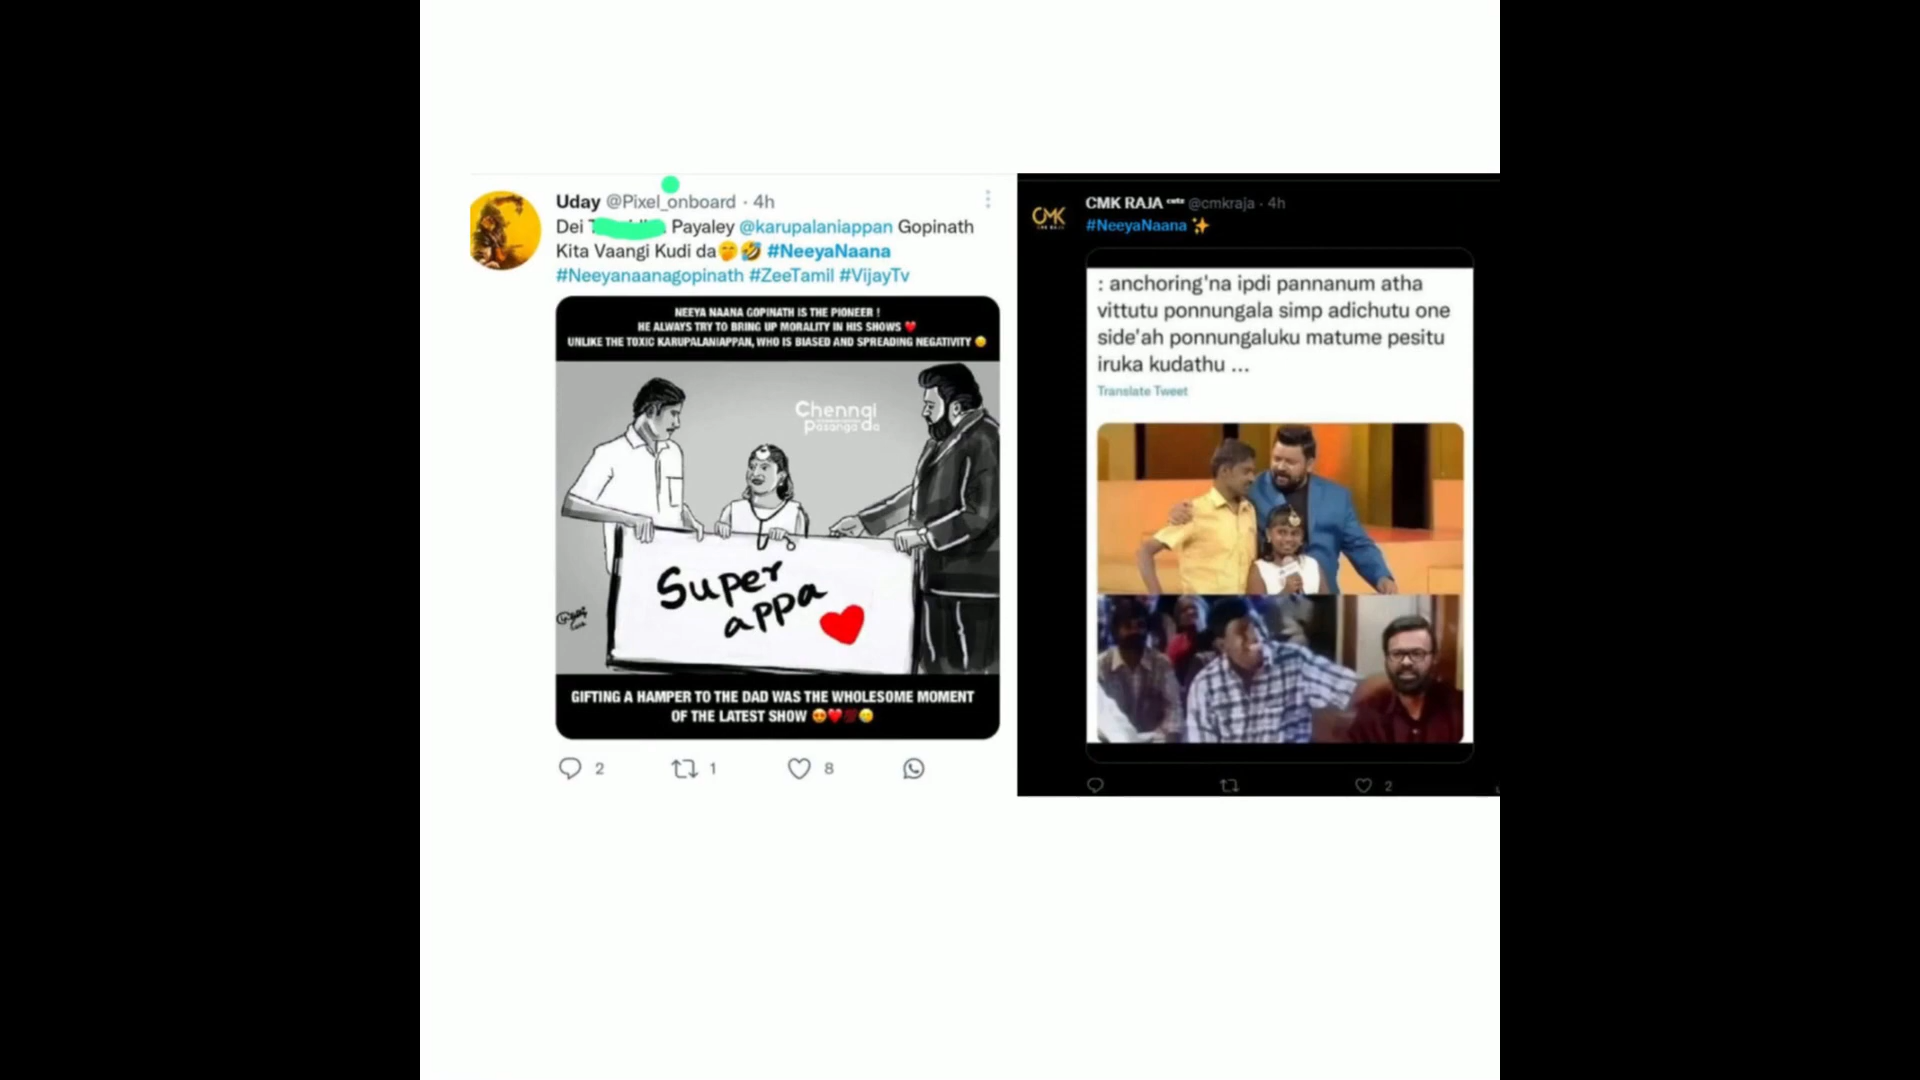 Uday @Pixel_onboard · 4h
Dei Payaley @karupalaniappan Gopinath
Kita Vaangi Kudi da🤭🤣 #NeeyaNaana
#Neeyanaanagopinath #ZeeTamil #VijayTv
NEEYA NAANA GOPINATH IS THE PIONEER !
HE ALWAYS TRY TO BRING UP MORALITY IN HIS SHOWS ❤️
UNLIKE THE TOXIC KARUPALANIAPPAN, WHO IS BIASED AND SPREADING NEGATIVITY
Chennai
Pasanga da
Super
appa
GIFTING A HAMPER TO THE DAD WAS THE WHOLESOME MOMENT
OF THE LATEST SHOW 😍❤️💯
2 1 8
CMK
CMK RAJA @cmkraja · 4h
#NeeyaNaana ✨
: anchoring'na ipdi pannanum atha
vittutu ponnungala simp adichutu one
side'ah ponnungaluku matume pesitu
iruka kudathu ...
Translate Tweet
2